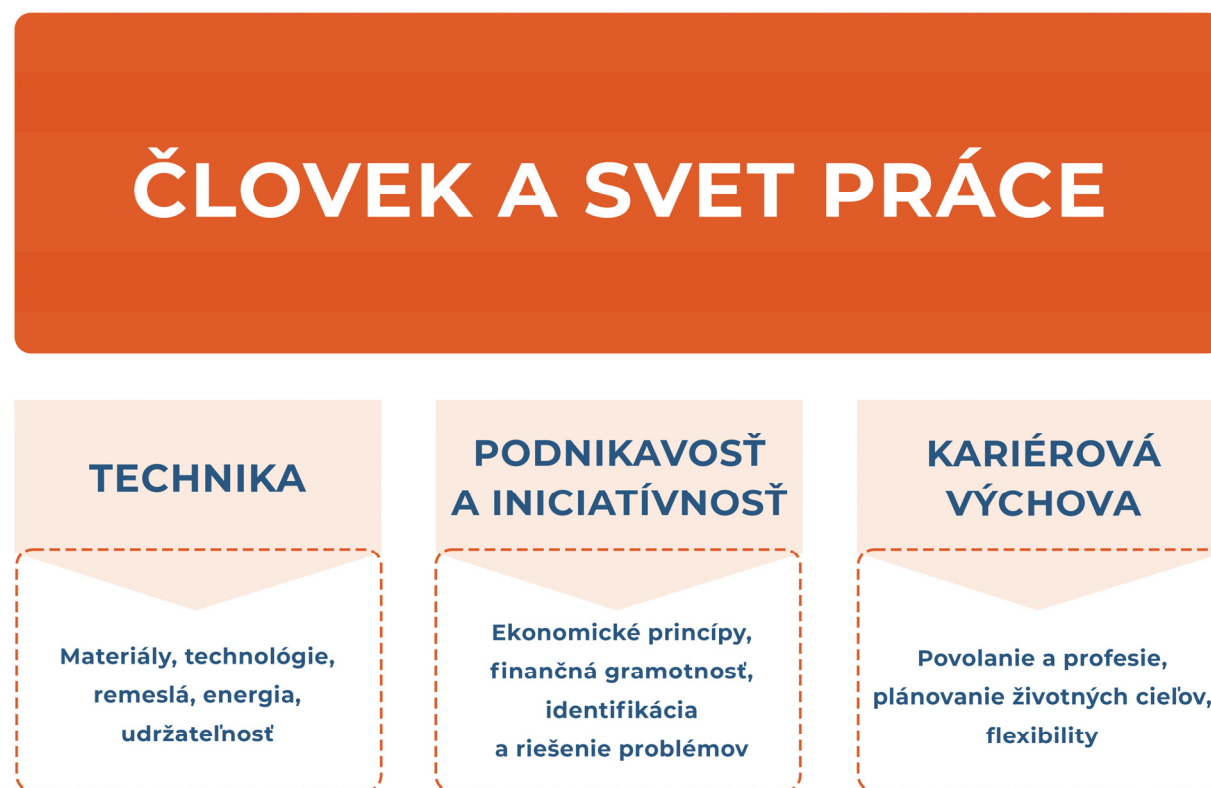 ČLOVEK A SVET PRÁCE
TECHNIKA
Materiály, technológie,
remeslá, energia,
udržateľnosť
PODNIKAVOSŤ
A INICIATÍVNOSŤ
Ekonomické princípy,
finančná gramotnosť,
identifikácia
a riešenie problémov
KARIÉROVÁ
VÝCHOVA
Povolanie a profesie,
plánovanie životných cieľov,
flexibility